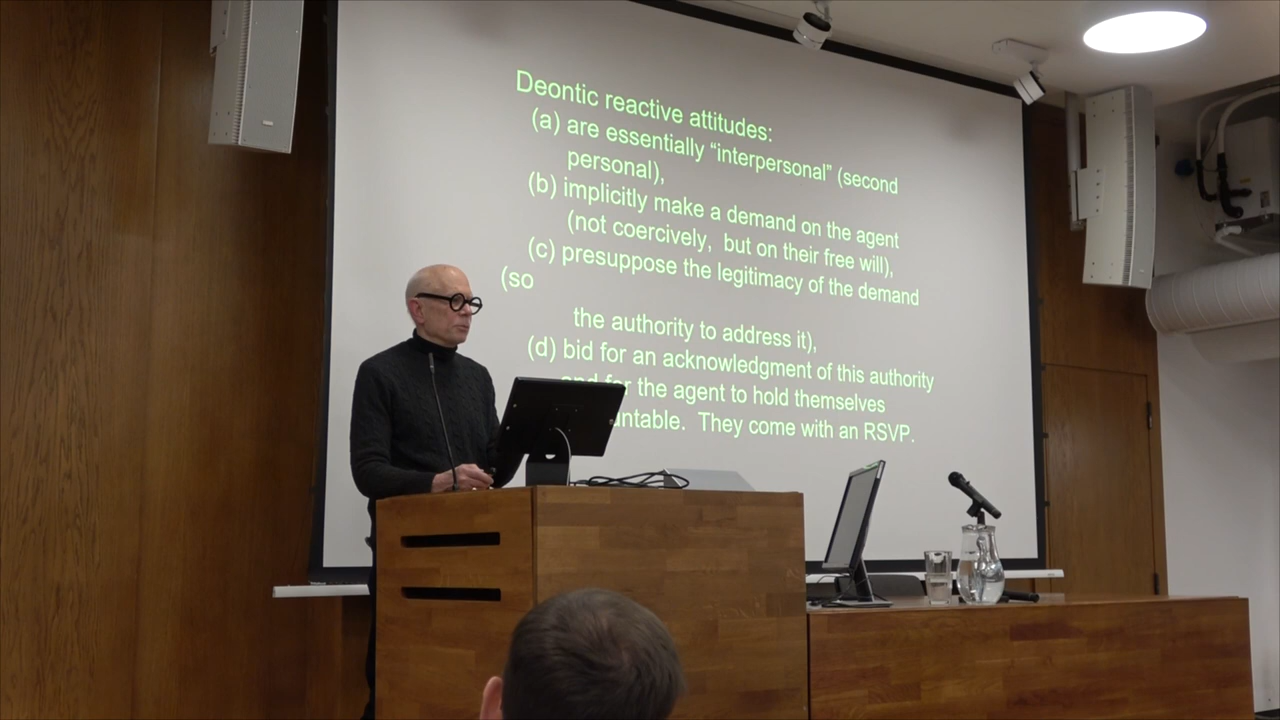 Deontic reactive attitudes:
(a) are essentially “interpersonal” (second
personal),
(b) implicitly make a demand on the agent
(not coercively, but on their free will),
(c) presuppose the legitimacy of the demand
(so
the authority to address it),
(d) bid for an acknowledgment of this authority
and for the agent to hold themselves
untable. They come with an RSVP.